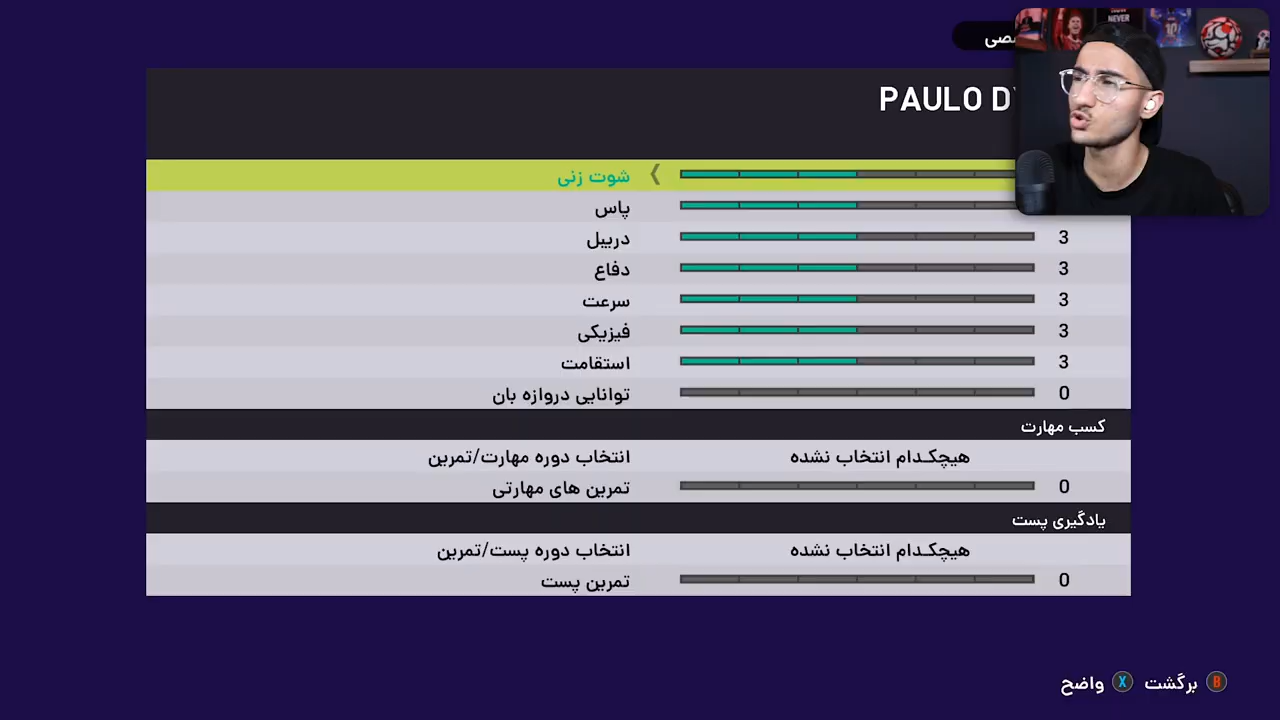 NEVER
10
PAULO
شوت زنی
پاس
دریبل 3
دفاع 3
سرعت 3
فیزیکی 3
استقامت 3
توانایی دروازه بان 0
کسب مهارت
انتخاب دوره مهارت/تمرین هیچکدام انتخاب نشده
تمرین های مهارتی 0
یادگیری پست
انتخاب دوره پست/تمرین هیچکدام انتخاب نشده
تمرین پست 0
B برگشت X واضح